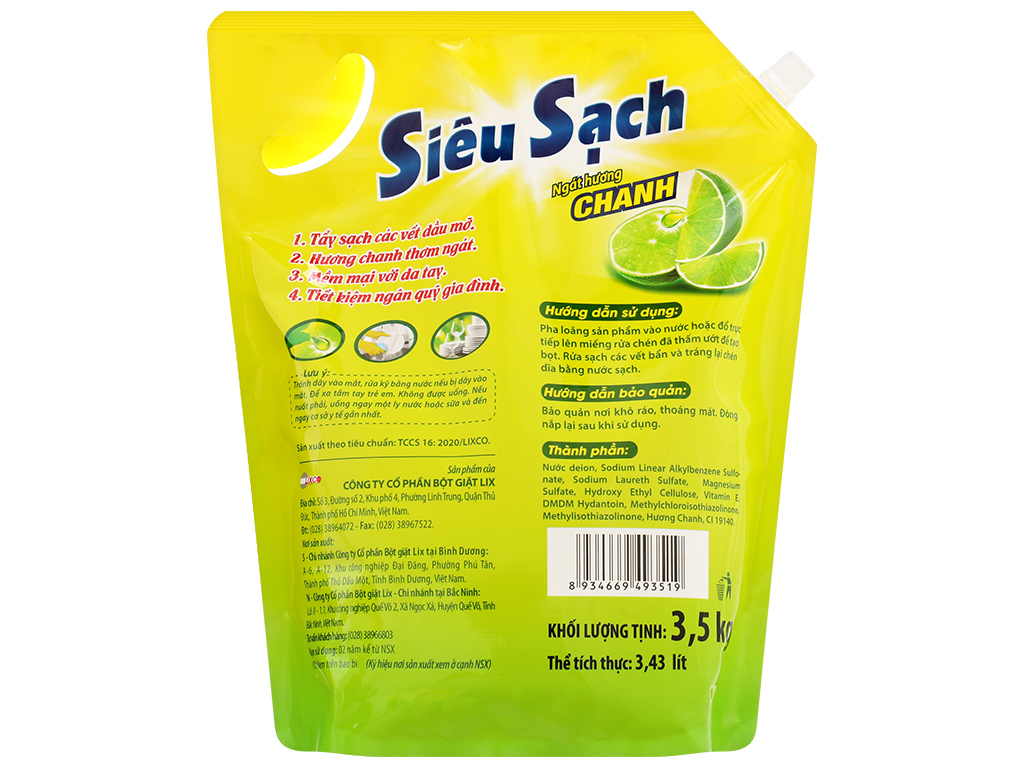 Siêu Sạch
Ngát hương
CHANH
1. Tẩy sạch các vết dầu mỡ.
2. Hương chanh thơm ngát.
3. Mềm mại với da tay.
4. Tiết kiệm ngân quỹ gia đình.
Lưu ý:
Tránh dây vào mắt, rửa kỹ bằng nước nếu bị dây vào
mắt. Để xa tầm tay trẻ em. Không được uống. Nếu
nuốt phải, uống ngay một ly nước hoặc sữa và đến
ngay cơ sở y tế gần nhất.
Sản xuất theo tiêu chuẩn: TCCS 16: 2020/LIXCO.
LIXCO
Sản phẩm của
CÔNG TY CỔ PHẦN BỘT GIẶT LIX
Địa chỉ: Số 3, Đường số 2, Khu phố 4, Phường Linh Trung, Quận Thủ
Đức, Thành phố Hồ Chí Minh, Việt Nam.
Đt: (028) 38964072 - Fax: (028) 38967522.
Nơi sản xuất:
S - Chi nhánh Công ty Cổ phần Bột giặt Lix tại Bình Dương:
A-6, A-12, Khu công nghiệp Đại Đăng, Phường Phú Tân,
Thành phố Thủ Dầu Một, Tỉnh Bình Dương, Việt Nam.
- Công ty Cổ phần Bột giặt Lix - Chi nhánh tại Bắc Ninh:
Lô II - 1.1, Khu công nghiệp Quế Võ 2, Xã Ngọc Xá, Huyện Quế Võ, Tỉnh
Bắc Ninh, Việt Nam.
Tư vấn khách hàng: (028) 38966803
sử dụng: 02 năm kể từ NSX
xem trên bao bì (Ký hiệu nơi sản xuất xem ở cạnh NSX)
Hướng dẫn sử dụng:
Pha loãng sản phẩm vào nước hoặc đổ trực
tiếp lên miếng rửa chén đã thấm ướt để tạo
bọt. Rửa sạch các vết bẩn và tráng lại chén
dĩa bằng nước sạch.
Hướng dẫn bảo quản:
Bảo quản nơi khô ráo, thoáng mát. Đóng
nắp lại sau khi sử dụng.
Thành phần:
Nước deion, Sodium Linear Alkylbenzene Sulfo-
nate, Sodium Laureth Sulfate, Magnesium
Sulfate, Hydroxy Ethyl Cellulose, Vitamin E,
DMDM Hydantoin, Methylchloroisothiazolinone,
Methylisothiazolinone, Hương Chanh, CI 19140.
8 934669 493519
KHỐI LƯỢNG TỊNH: 3,5 kg
Thể tích thực: 3,43 lít